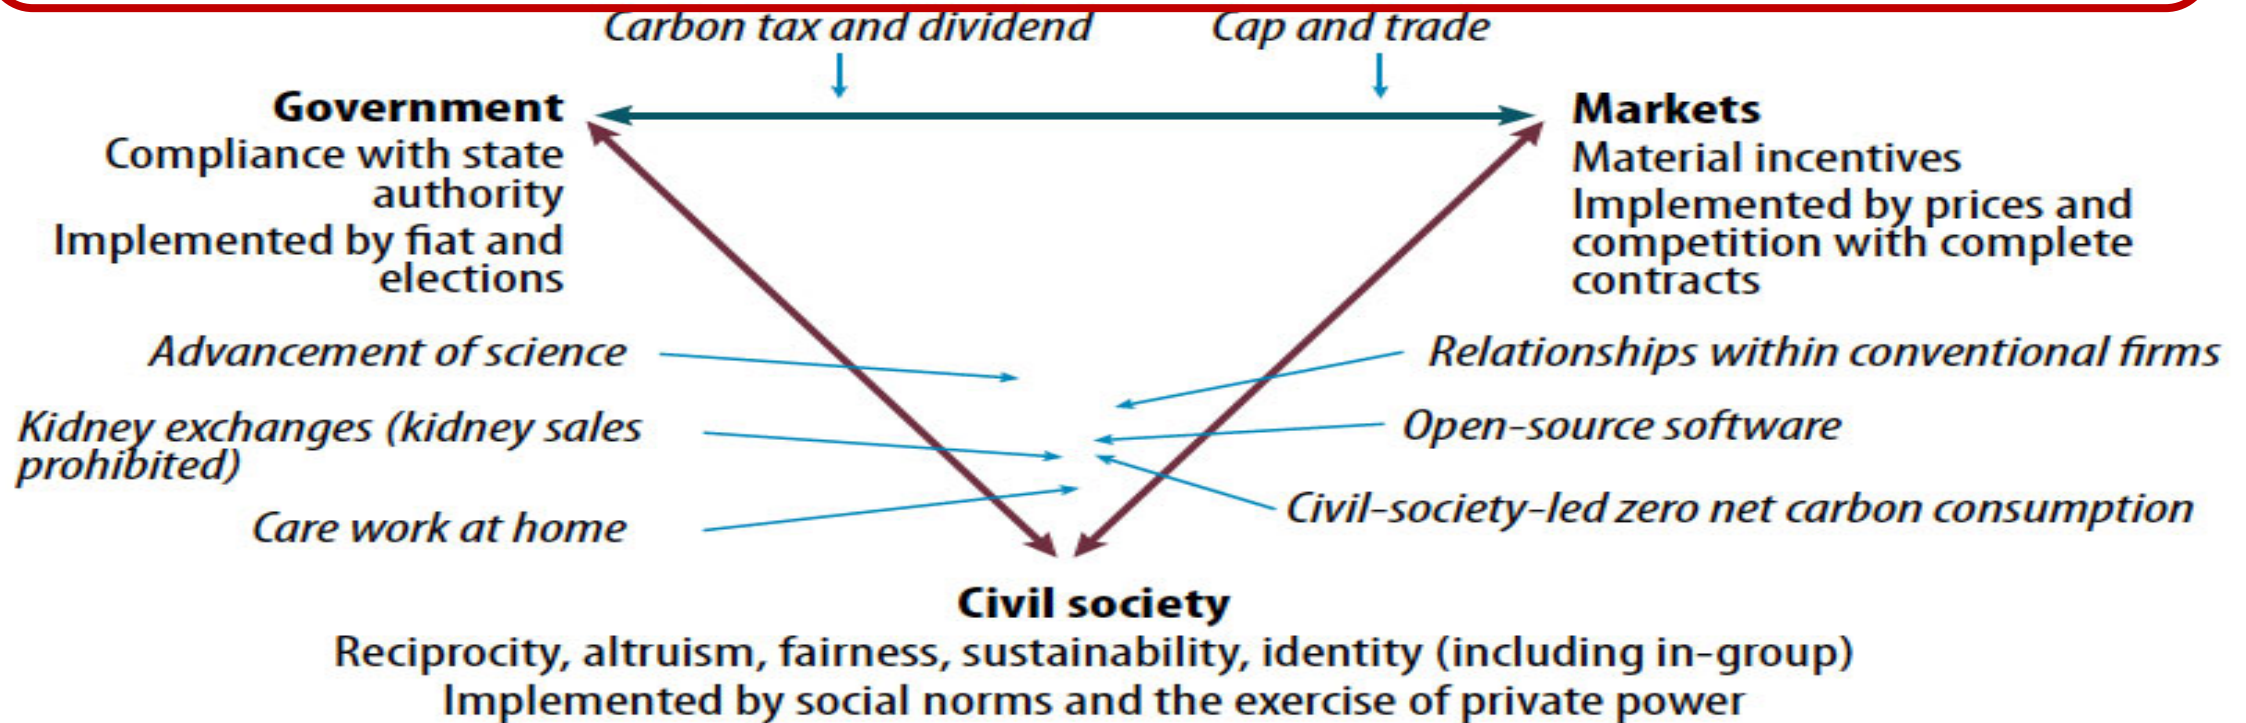 Carbon tax and dividend
Cap and trade
Government
Compliance with state
authority
Implemented by fiat and
elections
Markets
Material incentives
Implemented by prices and
competition with complete
contracts
Advancement of science
Relationships within conventional firms
Kidney exchanges (kidney sales
prohibited)
Open-source software
Care work at home
Civil-society-led zero net carbon consumption
Civil society
Reciprocity, altruism, fairness, sustainability, identity (including in-group)
Implemented by social norms and the exercise of private power